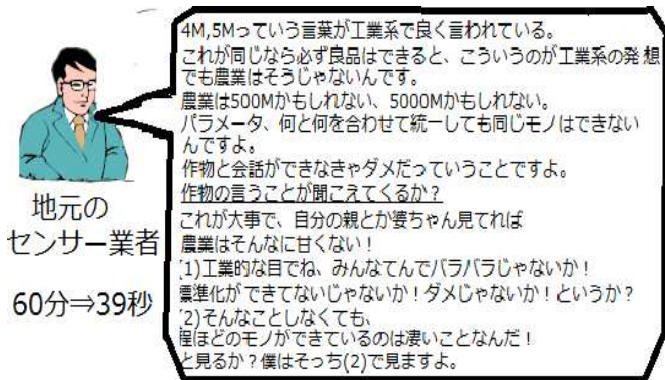 4M,5Mっていう言葉が工業系で良く言われている。
これが同じなら必ず良品はできると、こういうのが工業系の発想
でも農業はそうじゃないんです。
農業は500Mかもしれない、5000Mかもしれない。
パラメータ、何と何を合わせて統一しても同じモノはできない
んですよ。
作物と会話ができなきゃダメだっていうことですよ。
作物の言うことが聞こえてくるか？
これが大事で、自分の親とか婆ちゃん見てれば
農業はそんなに甘くない！
(1)工業的な目でね、みんなてんでバラバラじゃないか！
標準化ができてないじゃないか！ダメじゃないか！というか？
(2)そんなことしなくても、
程ほどのモノができているのは凄いことなんだ！
と見るか？僕はそっち(2)で見ますよ。
地元の
センサー業者
60分⇒39秒